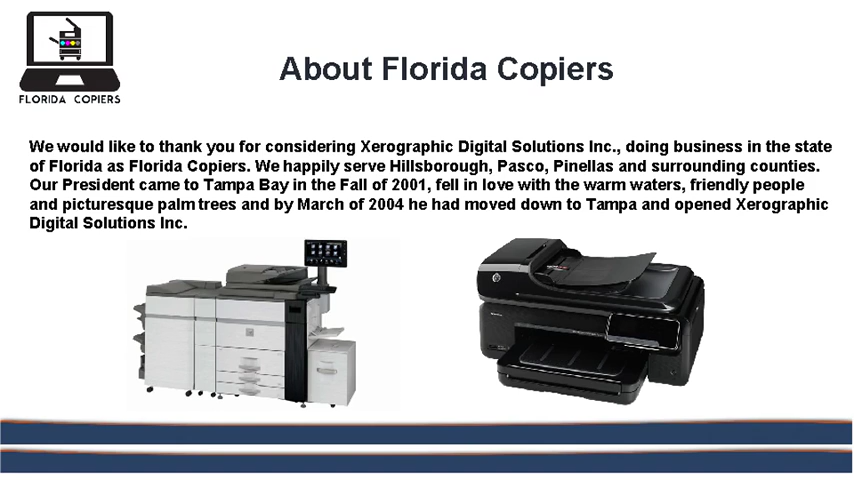 FLORIDA COPIERS
About Florida Copiers
We would like to thank you for considering Xerographic Digital Solutions Inc., doing business in the state
of Florida as Florida Copiers. We happily serve Hillsborough, Pasco, Pinellas and surrounding counties.
Our President came to Tampa Bay in the Fall of 2001, fell in love with the warm waters, friendly people
and picturesque palm trees and by March of 2004 he had moved down to Tampa and opened Xerographic
Digital Solutions Inc.